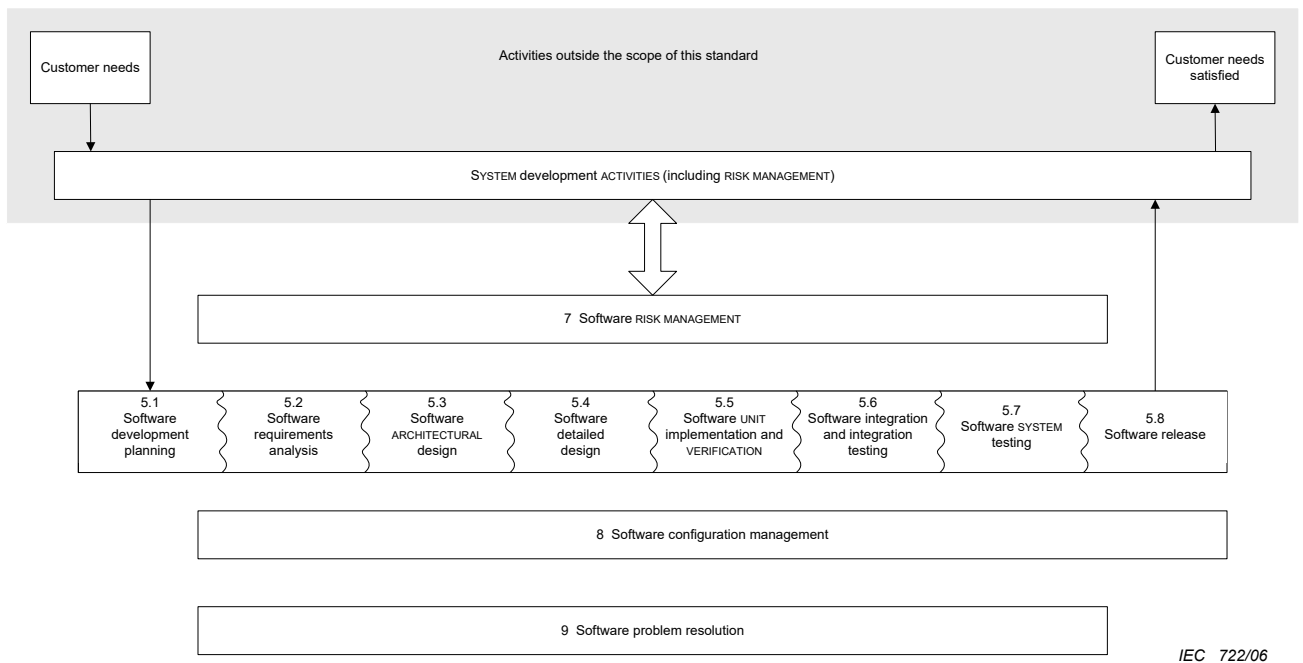 Activities outside the scope of this standard
Customer needs
Customer needs
satisfied
SYSTEM development ACTIVITIES (including RISK MANAGEMENT)
7 Software RISK MANAGEMENT
5.1
Software
development
planning
5.2
Software
requirements
analysis
5.3
Software
ARCHITECTURAL
design
5.4
Software
detailed
design
5.5
Software UNIT
implementation and
VERIFICATION
5.6
Software integration
and integration
testing
5.7
Software SYSTEM
testing
5.8
Software release
8 Software configuration management
9 Software problem resolution
IEC 722/06